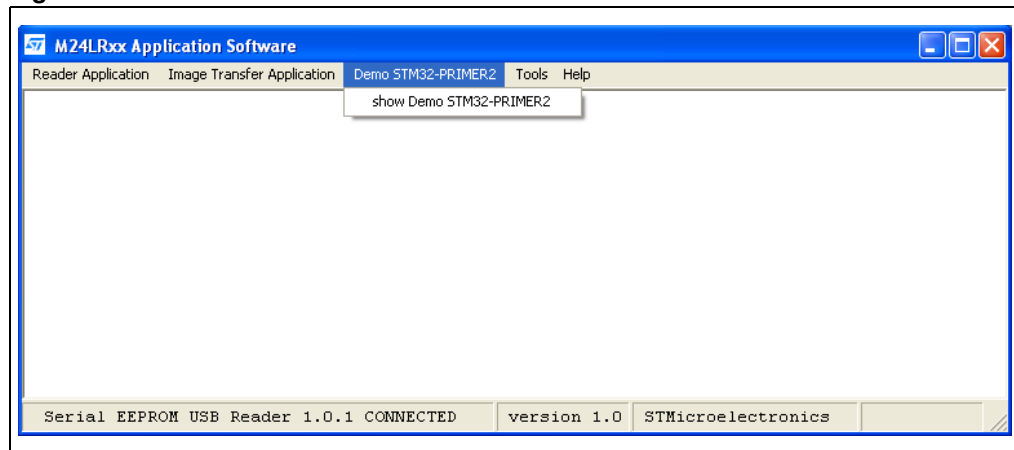 M24LRxx Application Software
Reader Application Image Transfer Application Demo STM32-PRIMER2 Tools Help
show Demo STM32-PRIMER2
Serial EEPROM USB Reader 1.0.1 CONNECTED version 1.0 STMicroelectronics